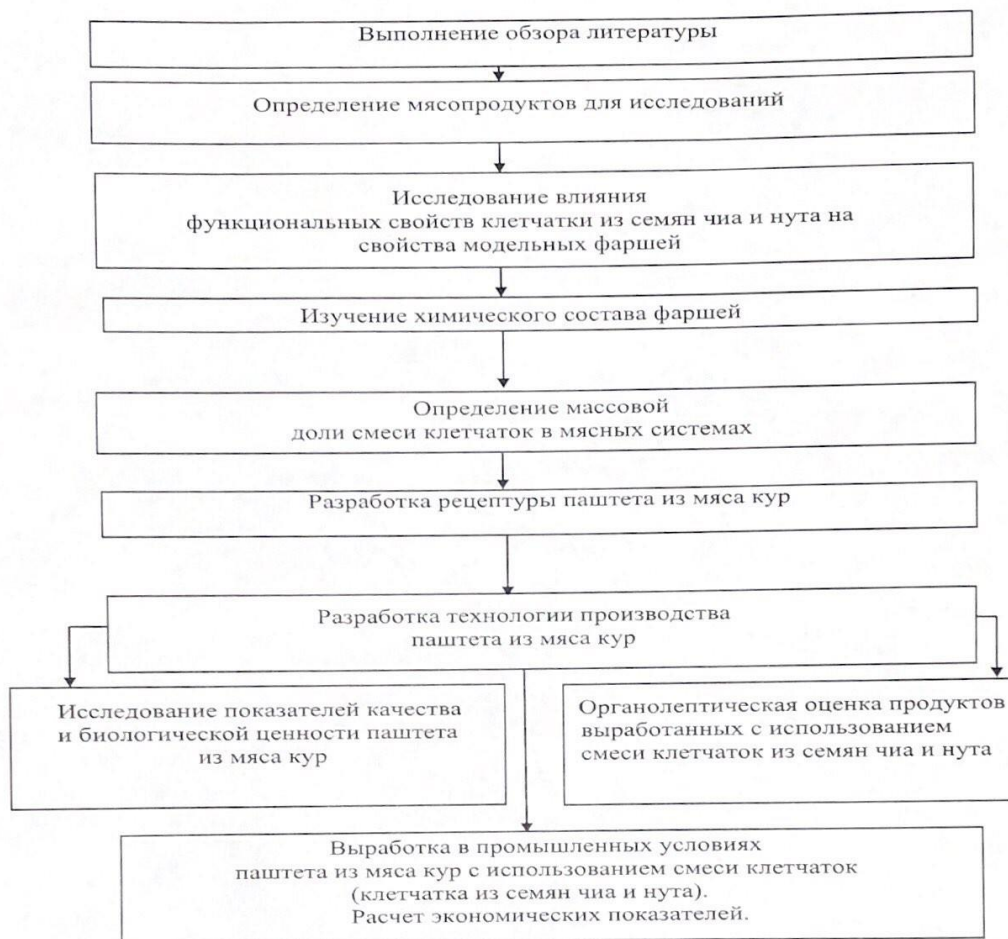 Выполнение обзора литературы
Определение мясопродуктов для исследований
Исследование влияния
функциональных свойств клетчатки из семян чиа и нута на
свойства модельных фаршей
Изучение химического состава фаршей
Определение массовой
доли смеси клетчаток в мясных системах
Разработка рецептуры паштета из мяса кур
Разработка технологии производства
паштета из мяса кур
Исследование показателей качества
и биологической ценности паштета
из мяса кур
Органолептическая оценка продуктов
выработанных с использованием
смеси клетчаток из семян чиа и нута
Выработка в промышленных условиях
паштета из мяса кур с использованием смеси клетчаток
(клетчатка из семян чиа и нута).
Расчет экономических показателей.